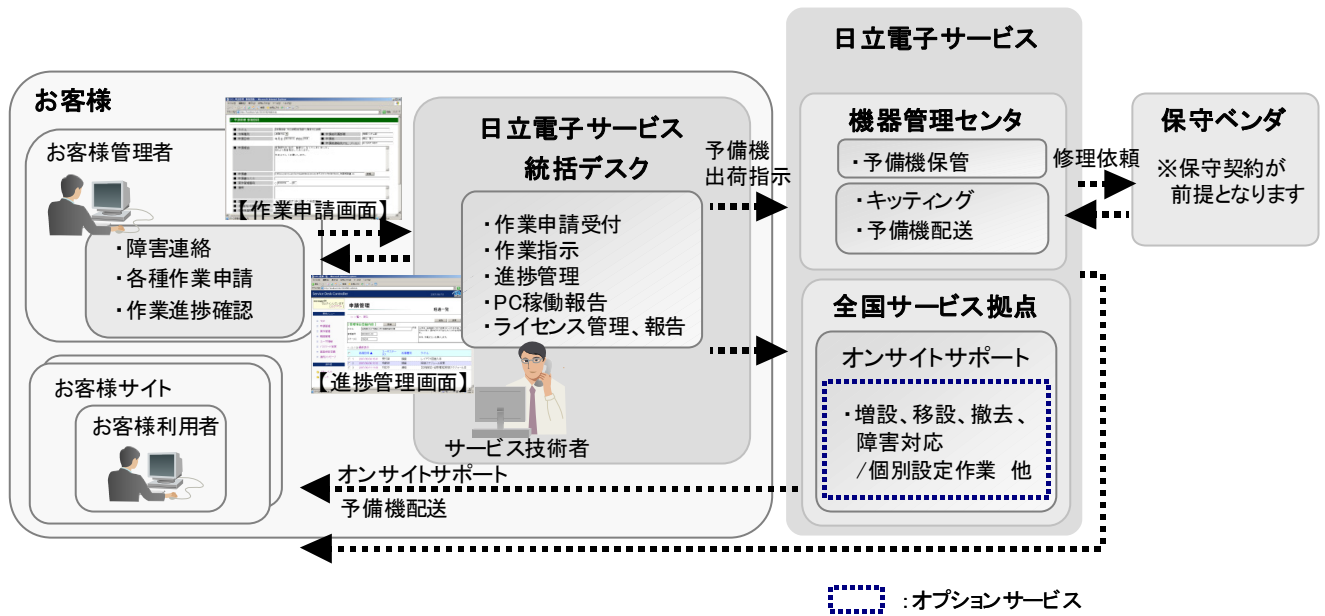 お客様
お客様管理者
・障害連絡
・各種作業申請
・作業進捗確認
お客様サイト
お客様利用者
【作業申請画面】
申請管理
【進捗管理画面】
日立電子サービス
統括デスク
・作業申請受付
・作業指示
・進捗管理
・PC稼働報告
・ライセンス管理、報告
サービス技術者
オンサイトサポート
予備機配送
予備機
出荷指示
日立電子サービス
機器管理センタ
・予備機保管
・キッティング
・予備機配送
全国サービス拠点
オンサイトサポート
・増設、移設、撤去、
障害対応
/個別設定作業 他
修理依頼
保守ベンダ
※保守契約が
前提となります
:オプションサービス